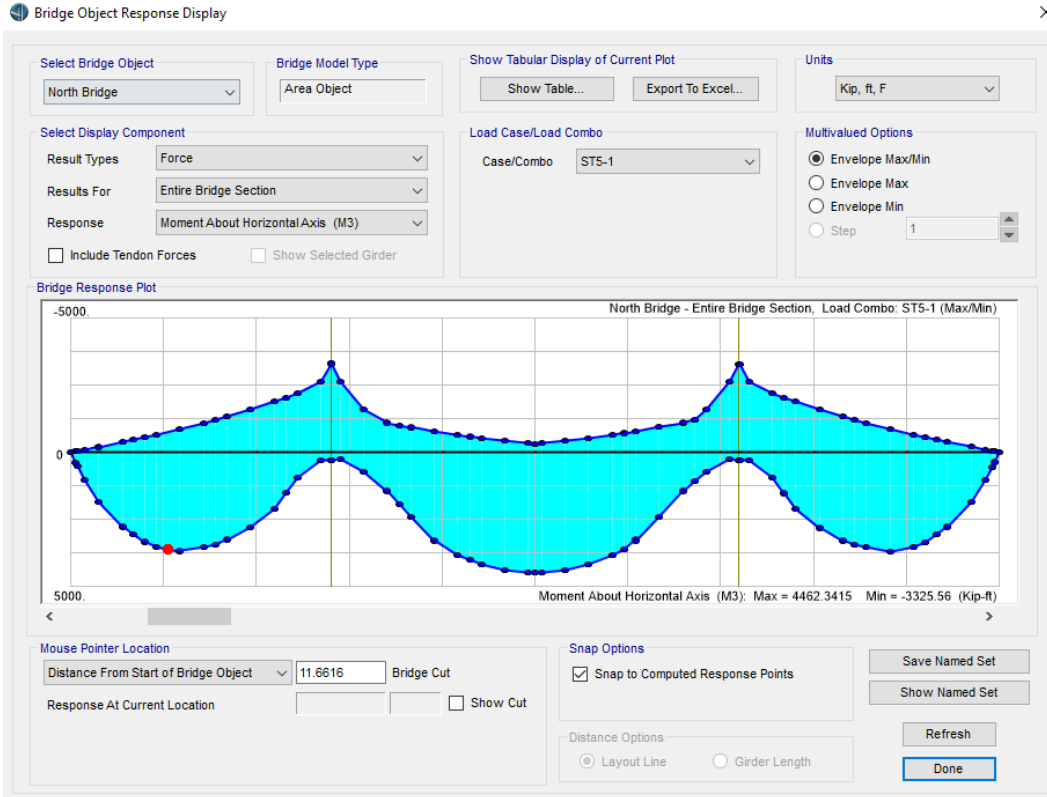 Bridge Object Response Display
Select Bridge Object
North Bridge
Bridge Model Type
Area Object
Show Tabular Display of Current Plot
Show Table...
Export To Excel...
Units
Kip, ft, F
Select Display Component
Result Types
Force
Results For
Entire Bridge Section
Response
Moment About Horizontal Axis (M3)
Include Tendon Forces
Show Selected Girder
Load Case/Load Combo
Case/Combo
ST5-1
Multivalued Options
Envelope Max/Min
Envelope Max
Envelope Min
Step
1
Bridge Response Plot
-5000.
North Bridge - Entire Bridge Section, Load Combo: ST5-1 (Max/Min)
0
5000.
Moment About Horizontal Axis (M3): Max = 4462.3415 Min = -3325.56 (Kip-ft)
Mouse Pointer Location
Distance From Start of Bridge Object
11.6616
Bridge Cut
Response At Current Location
Show Cut
Snap Options
Snap to Computed Response Points
Distance Options
Layout Line
Girder Length
Save Named Set
Show Named Set
Refresh
Done